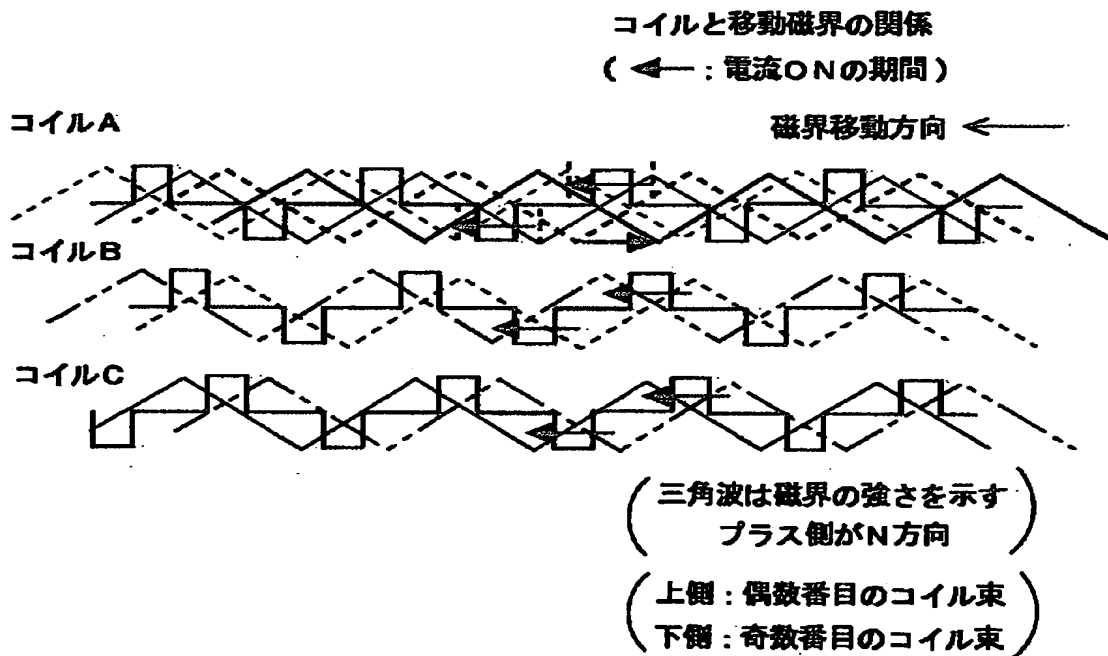 コイルと移動磁界の関係
( ← : 電流ONの期間 )
コイルA
磁界移動方向 ←
コイルB
コイルC
三角波は磁界の強さを示す
プラス側がN方向
上側 : 偶数番目のコイル束
下側 : 奇数番目のコイル束